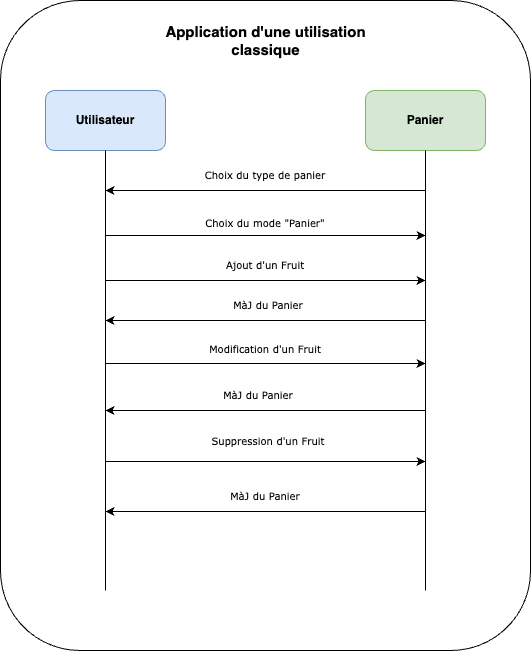 Application d'une utilisation
classique
Utilisateur
Panier
Choix du type de panier
Choix du mode "Panier"
Ajout d'un Fruit
MàJ du Panier
Modification d'un Fruit
MàJ du Panier
Suppression d'un Fruit
MàJ du Panier